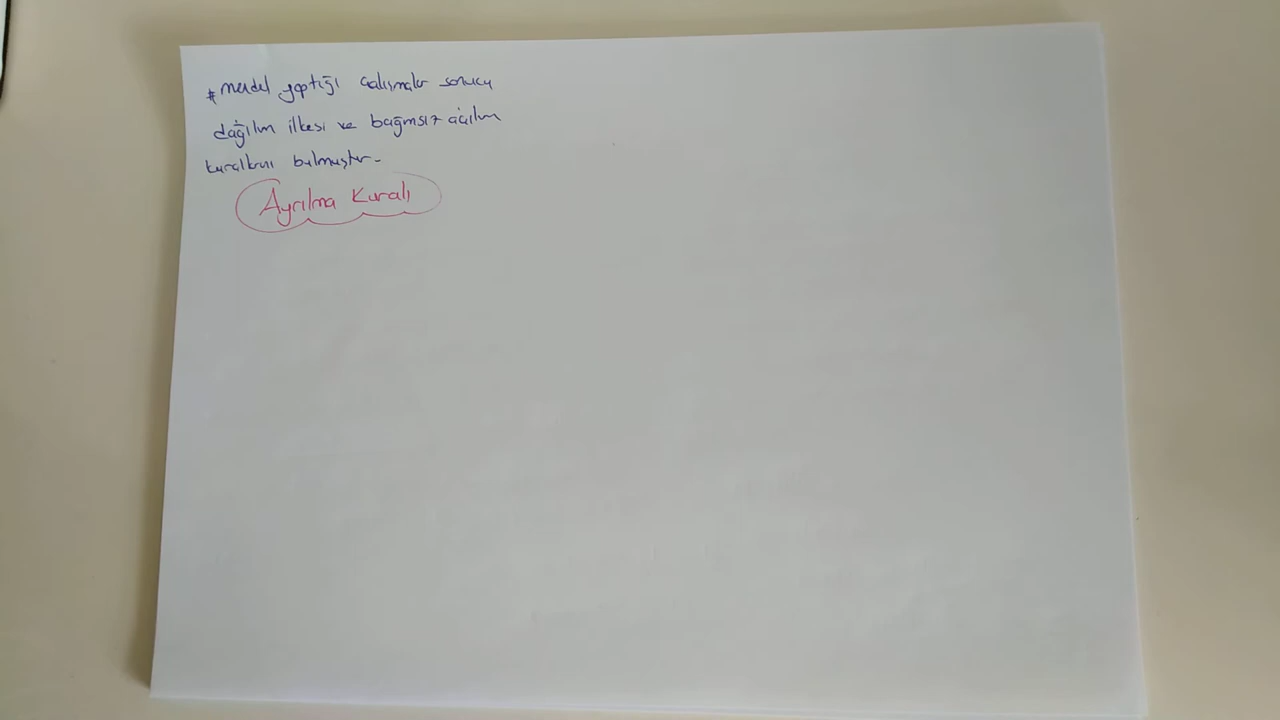 # Mendel yaptığı çalışmalar sonucu
dağılım ilkesi ve bağımsız açılım
kurallarını bulmuştur.
Ayrılma Kuralı